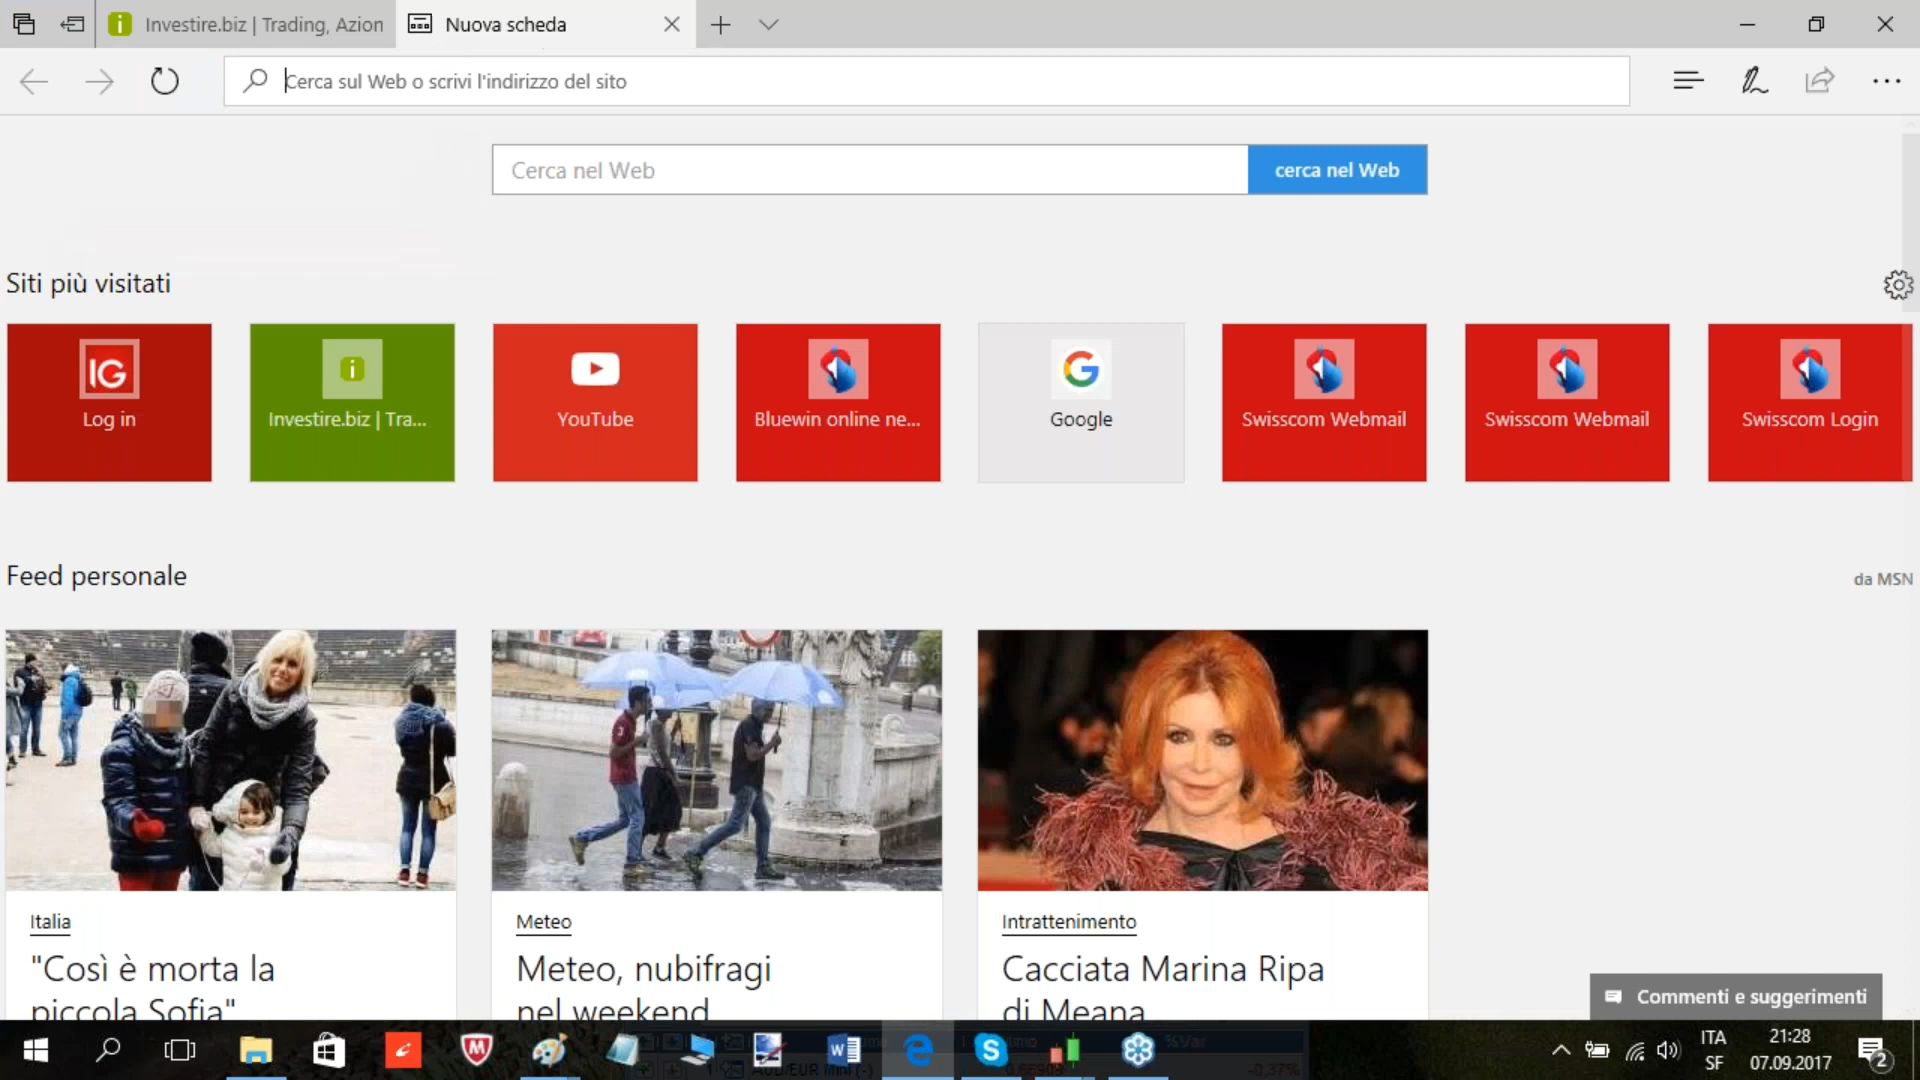 Investire.biz | Trading, Azion
Nuova scheda
Cerca sul Web o scrivi l'indirizzo del sito
Cerca nel Web
cerca nel Web
Siti più visitati
IG
Log in
i
Investire.biz | Tra...
YouTube
Bluewin online ne...
G
Google
Swisscom Webmail
Swisscom Webmail
Swisscom Login
Feed personale
da MSN
Italia
"Così è morta la
piccola Sofia"
Meteo
Meteo, nubifragi
nel weekend
Intrattenimento
Cacciata Marina Ripa
di Meana
Commenti e suggerimenti
ITA
SF
21:28
07.09.2017
2